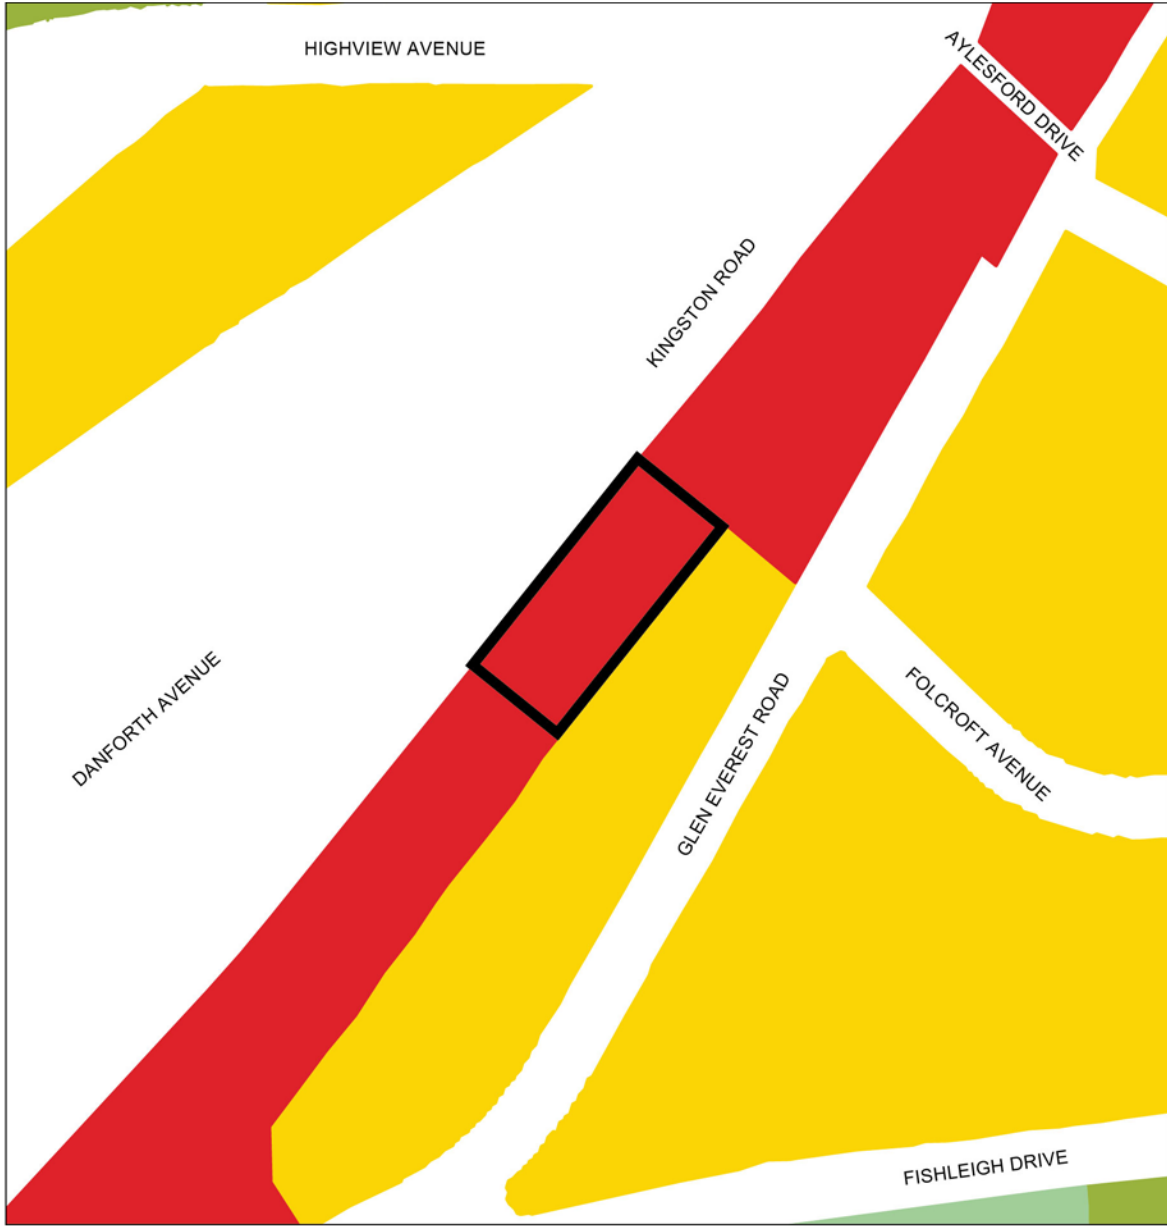 HIGHVIEW AVENUE
AYLESFORD DRIVE
KINGSTON ROAD
DANFORTH AVENUE
GLEN EVEREST ROAD
FOLCROFT AVENUE
FISHLEIGH DRIVE